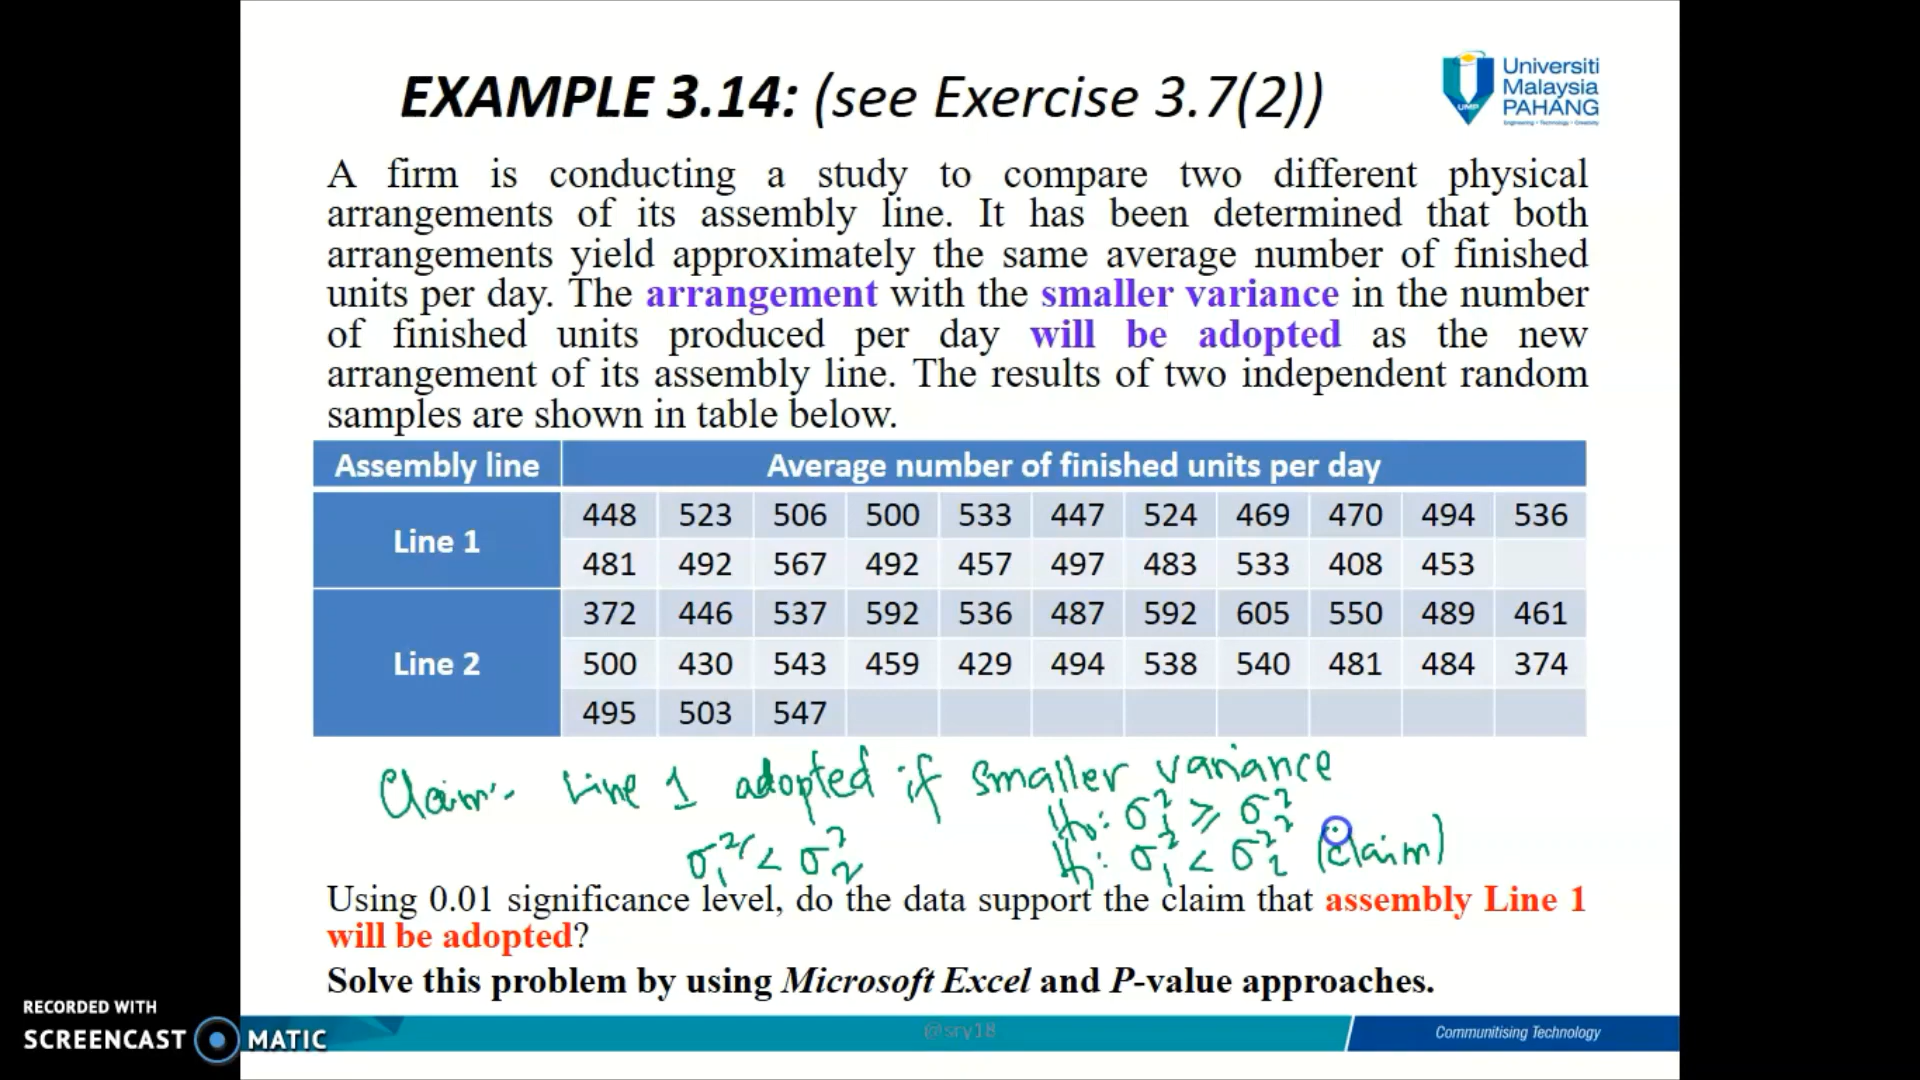 EXAMPLE 3.14: (see Exercise 3.7(2))
Universiti
Malaysia
PAHANG
Engineering • Technology • Creativity
UMP
A firm is conducting a study to compare two different physical
arrangements of its assembly line. It has been determined that both
arrangements yield approximately the same average number of finished
units per day. The arrangement with the smaller variance in the number
of finished units produced per day will be adopted as the new
arrangement of its assembly line. The results of two independent random
samples are shown in table below.
Assembly line Average number of finished units per day
Line 1
448 523 506 500 533 447 524 469 470 494 536
481 492 567 492 457 497 483 533 408 453
Line 2
372 446 537 592 536 487 592 605 550 489 461
500 430 543 459 429 494 538 540 481 484 374
495 503 547
Claim: Line 1 adopted if smaller variance
σ₁² < σ₂²
H₀: σ₁² ≥ σ₂²
H₁: σ₁² < σ₂² (claim)
Using 0.01 significance level, do the data support the claim that assembly Line 1
will be adopted?
Solve this problem by using Microsoft Excel and P-value approaches.
RECORDED WITH
SCREENCAST MATIC
@sry18
Communitising Technology